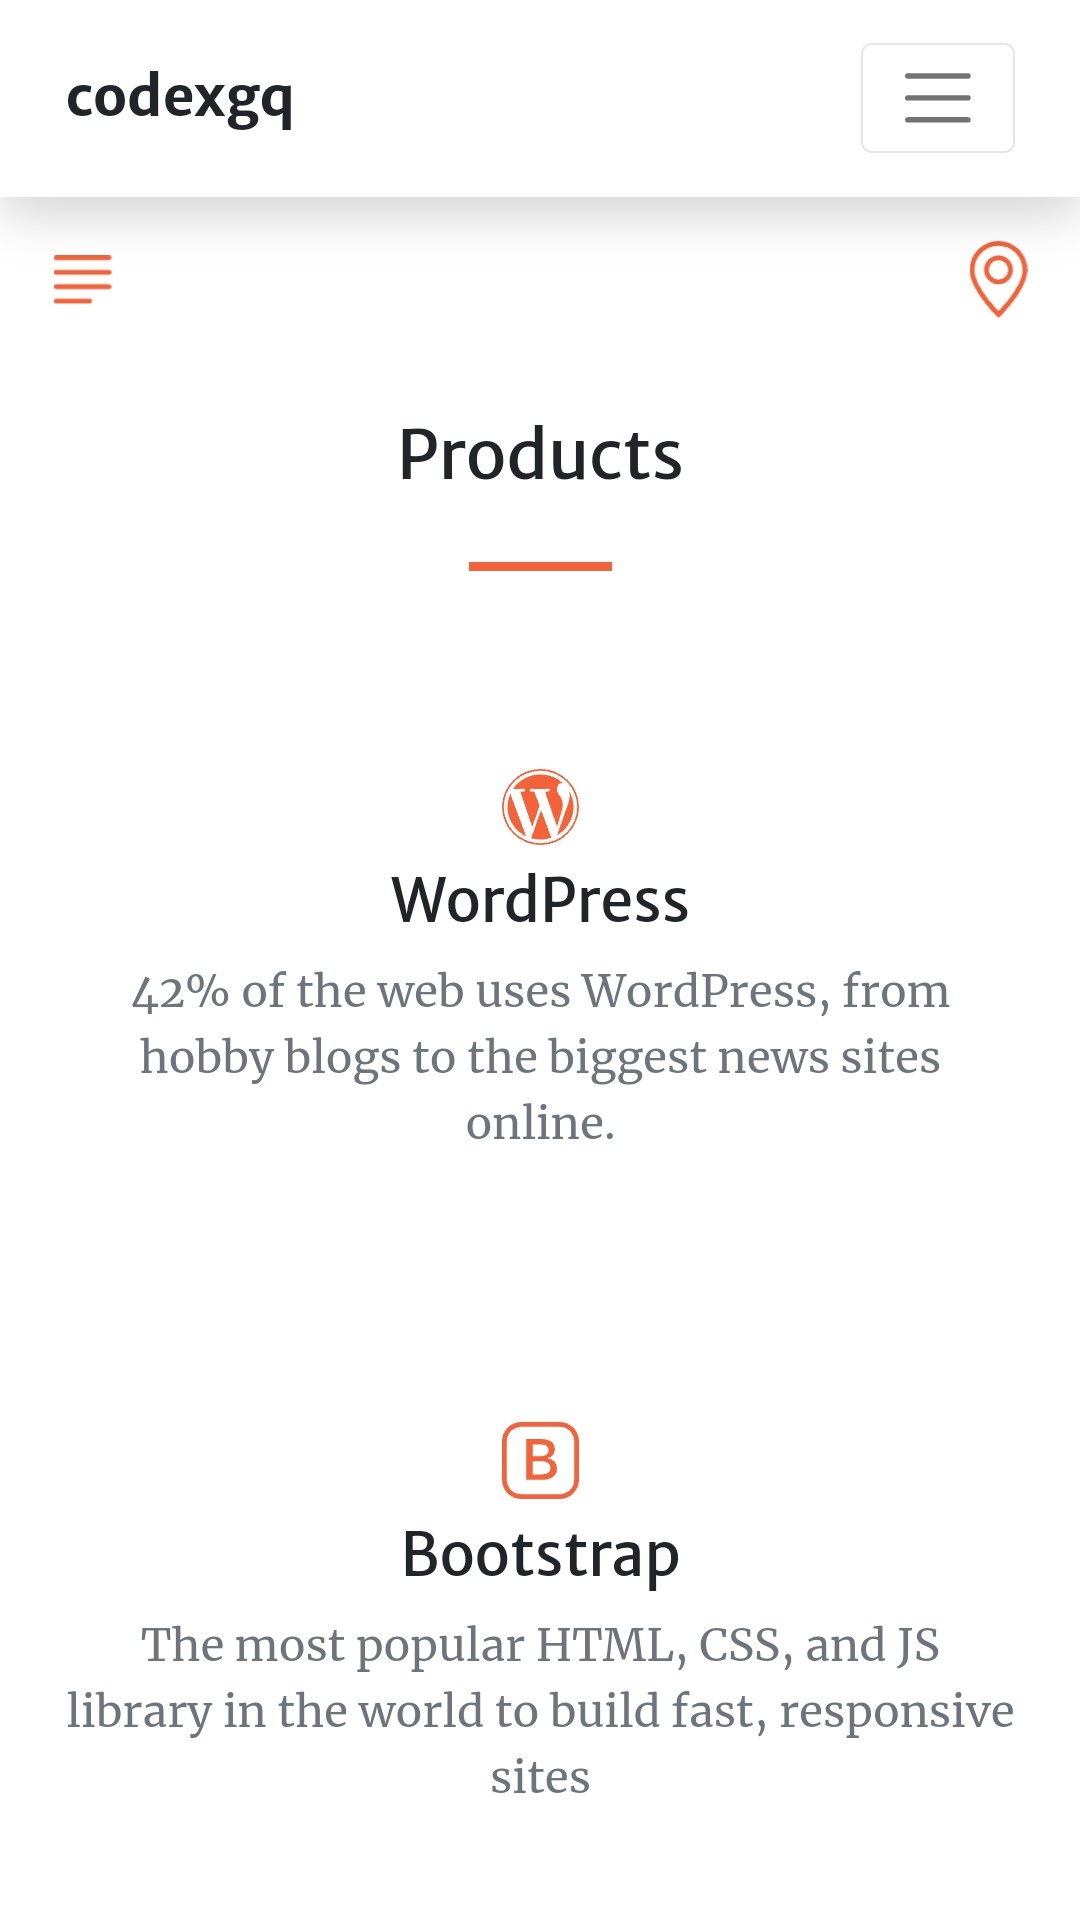 codexgq
Products
WordPress
42% of the web uses WordPress, from
hobby blogs to the biggest news sites
online.
B
Bootstrap
The most popular HTML, CSS, and JS
library in the world to build fast, responsive
sites